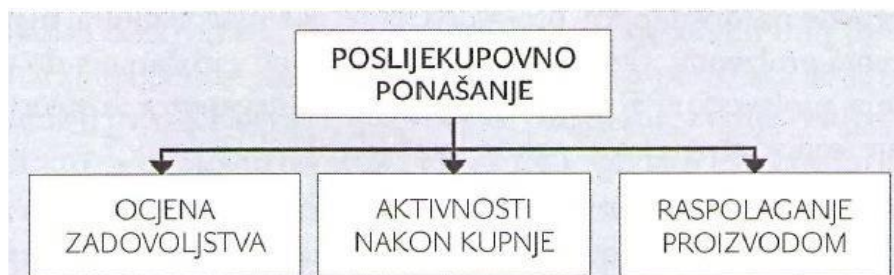 POSLIJEKUPOVNO
PONAŠANJE
OCJENA
ZADOVOLJSTVA
AKTIVNOSTI
NAKON KUPNJE
RASPOLAGANJE
PROIZVODOM